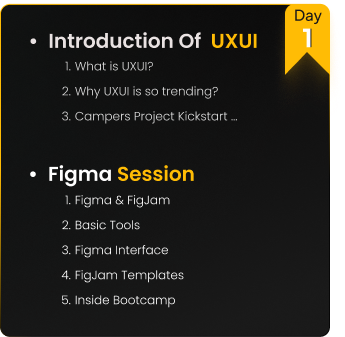 Day
1
• Introduction Of UXUI
1. What is UXUI?
2. Why UXUI is so trending?
3. Campers Project Kickstart ...
• Figma Session
1. Figma & FigJam
2. Basic Tools
3. Figma Interface
4. FigJam Templates
5. Inside Bootcamp